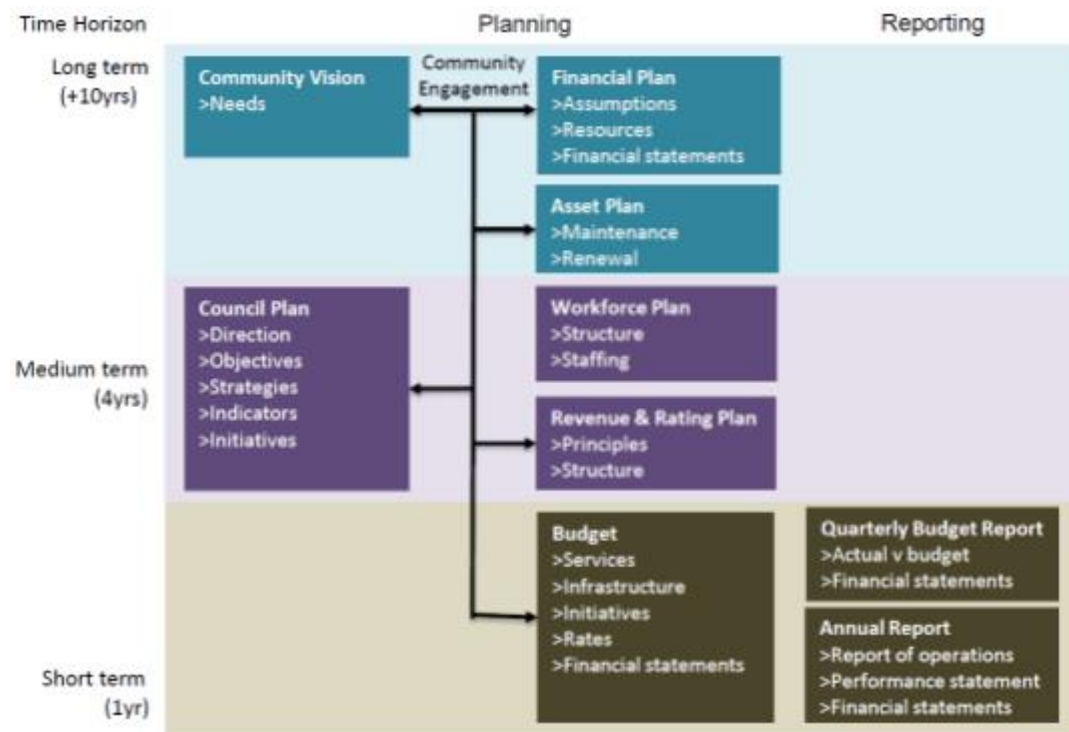 Time Horizon
Planning
Reporting
Long term
(+10yrs)
Community Vision
>Needs
Community
Engagement
Financial Plan
>Assumptions
>Resources
>Financial statements
Asset Plan
>Maintenance
>Renewal
Medium term
(4yrs)
Council Plan
>Direction
>Objectives
>Strategies
>Indicators
>Initiatives
Workforce Plan
>Structure
>Staffing
Revenue & Rating Plan
>Principles
>Structure
Short term
(1yr)
Budget
>Services
>Infrastructure
>Initiatives
>Rates
>Financial statements
Quarterly Budget Report
>Actual v budget
>Financial statements
Annual Report
>Report of operations
>Performance statement
>Financial statements